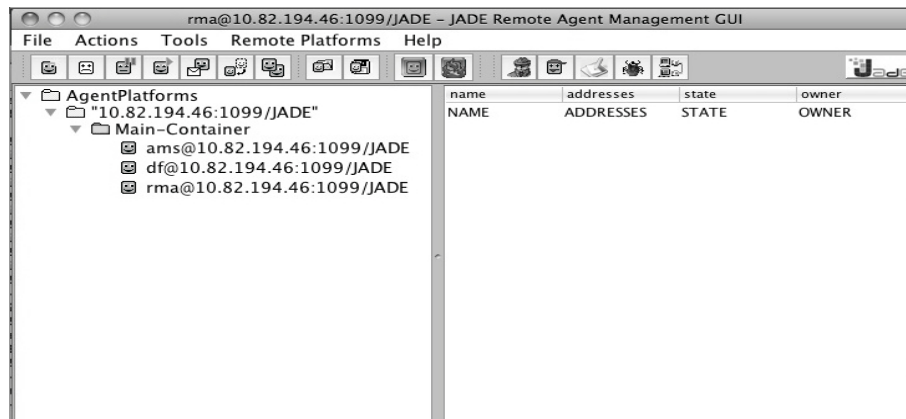 rma@10.82.194.46:1099/JADE – JADE Remote Agent Management GUI
File Actions Tools Remote Platforms Help
AgentPlatforms
"10.82.194.46:1099/JADE"
Main-Container
ams@10.82.194.46:1099/JADE
df@10.82.194.46:1099/JADE
rma@10.82.194.46:1099/JADE
name addresses state owner
NAME ADDRESSES STATE OWNER